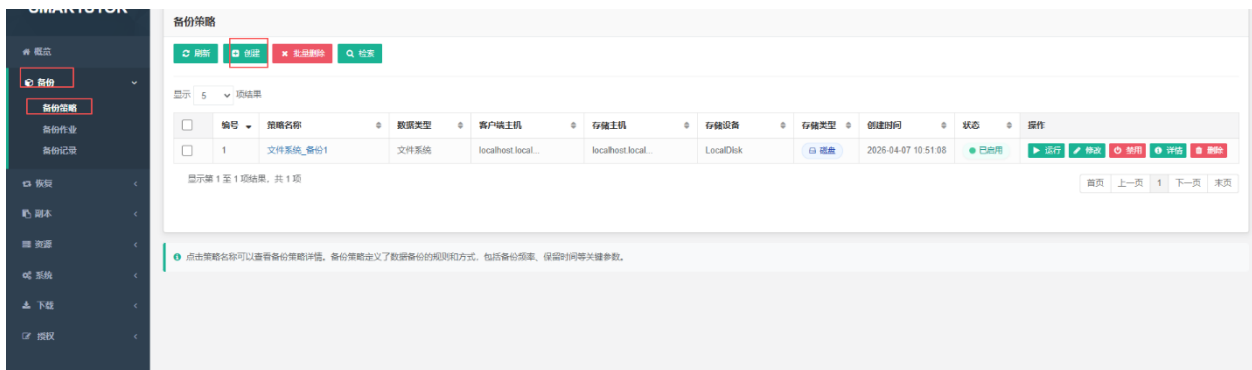 备份策略
概览
备份
备份策略
备份作业
备份记录
恢复
副本
资源
系统
下载
授权
刷新 创建 批量删除 检索
显示 5 项结果
编号 策略名称 数据类型 客户端主机 存储主机 存储设备 存储类型 创建时间 状态 操作
1 文件系统_备份1 文件系统 localhost.local... localhost.local... LocalDisk 磁盘 2026-04-07 10:51:08 已启用 运行 修改 禁用 详情 删除
显示第 1 至 1 项结果，共 1 项
首页 上一页 1 下一页 末页
点击策略名称可以查看备份策略详情。备份策略定义了数据备份的规则和方式，包括备份频率、保留时间等关键参数。